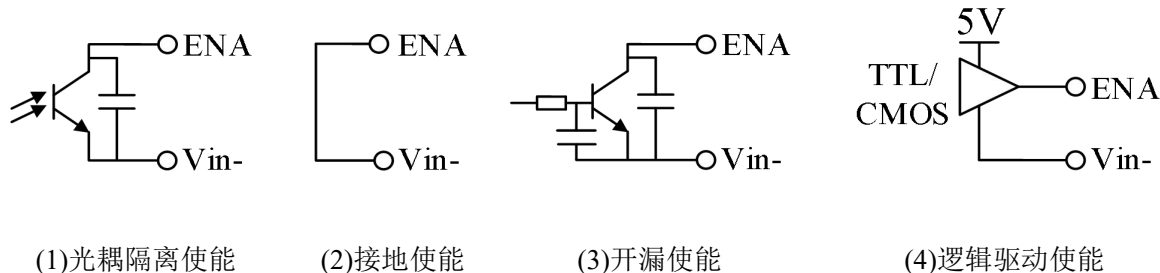 ENA
Vin-
(1)光耦隔离使能
ENA
Vin-
(2)接地使能
ENA
Vin-
(3)开漏使能
5V
TTL/
CMOS
ENA
Vin-
(4)逻辑驱动使能